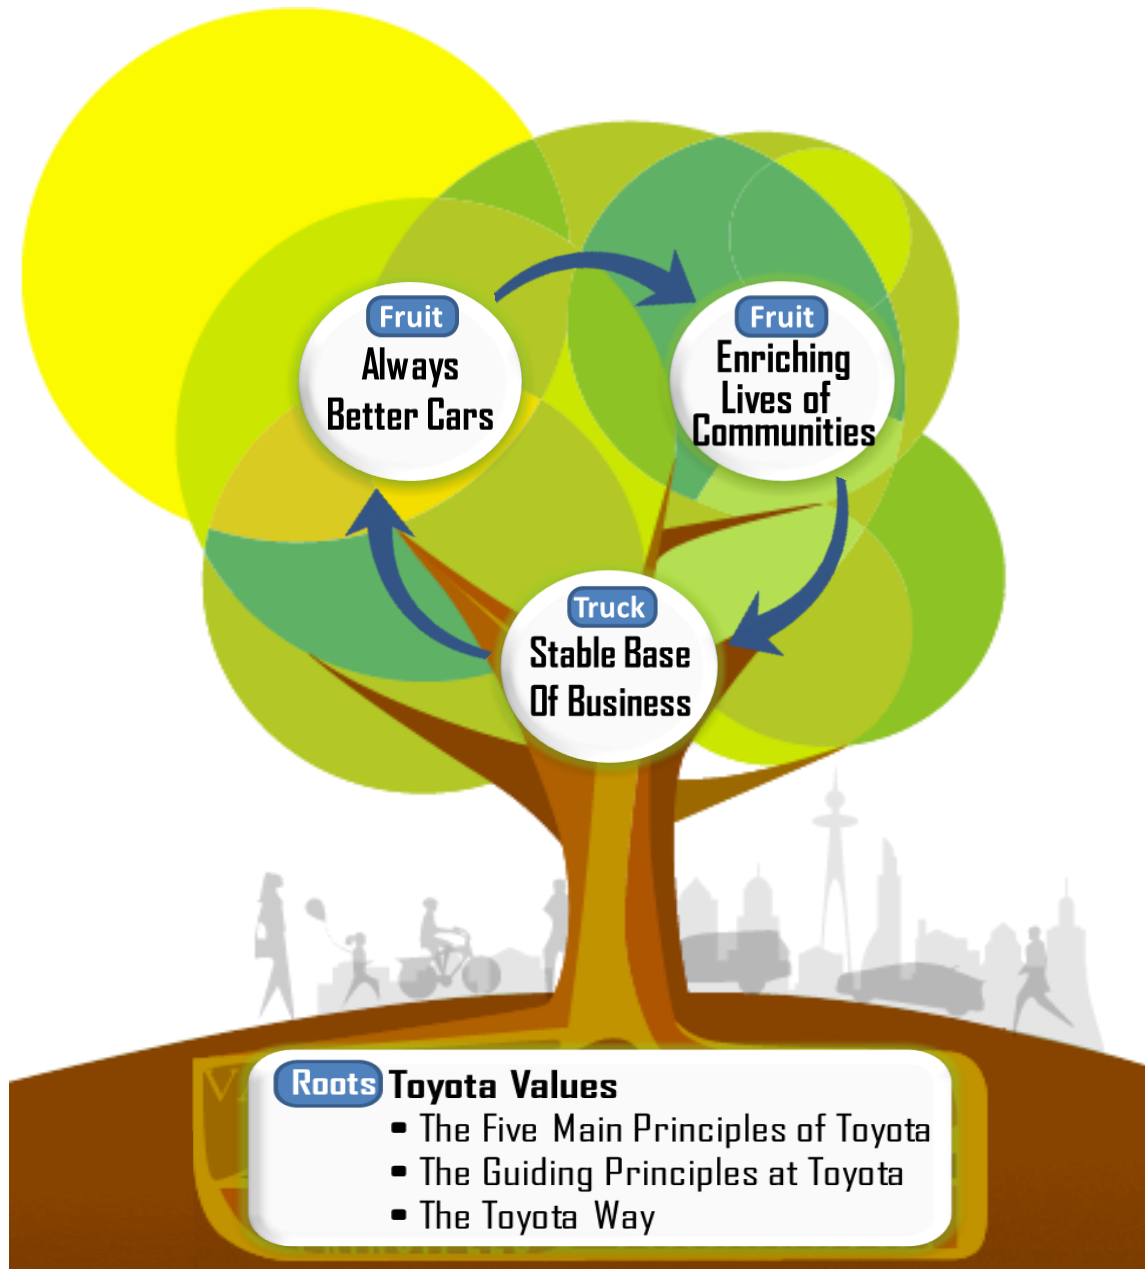 Fruit
Always
Better Cars
Fruit
Enriching
Lives of
Communities
Truck
Stable Base
Of Business
Roots Toyota Values
▪ The Five Main Principles of Toyota
▪ The Guiding Principles at Toyota
▪ The Toyota Way